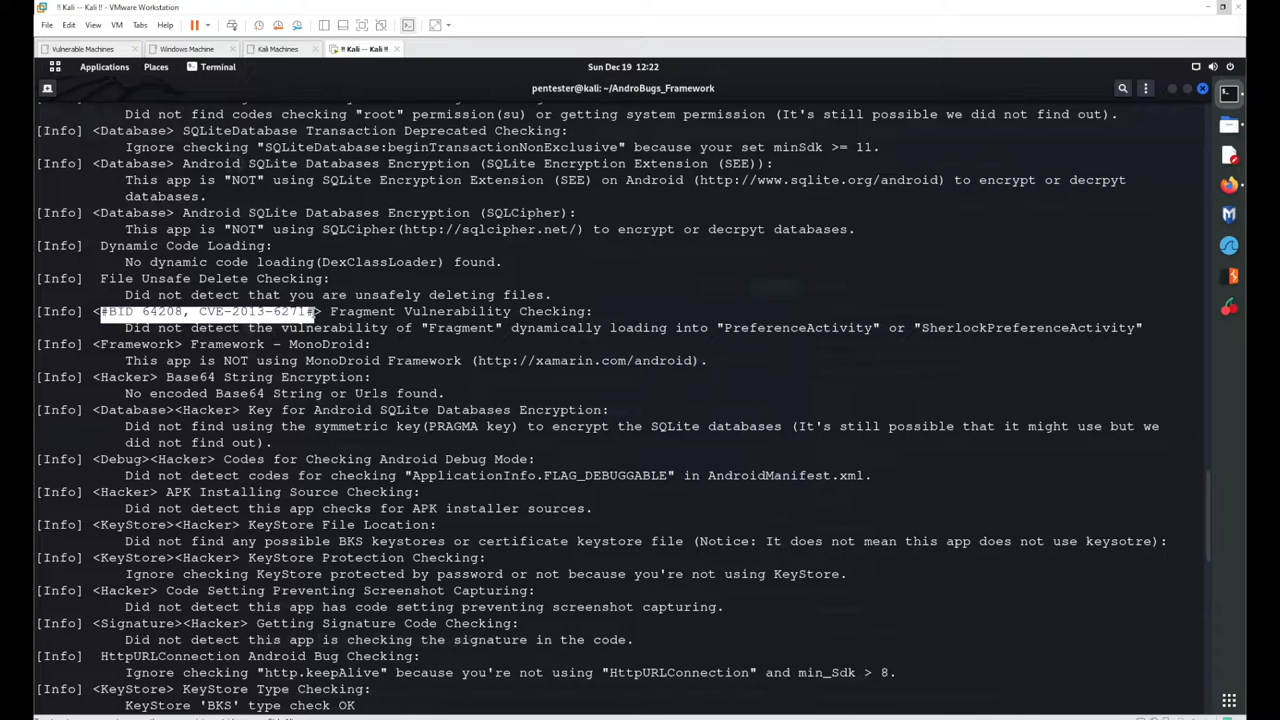 !! Kali -- Kali !! - VMware Workstation
File Edit View VM Tabs Help
Vulnerable Machines Windows Machine Kali Machines !! Kali -- Kali !!
Applications Places Terminal Sun Dec 19 12:22
pentester@kali: ~/AndroBugs_Framework
Did not find codes checking "root" permission(su) or getting system permission (It's still possible we did not find out).
[Info] <Database> SQLiteDatabase Transaction Deprecated Checking:
Ignore checking "SQLiteDatabase:beginTransactionNonExclusive" because your set minSdk >= 11.
[Info] <Database> Android SQLite Databases Encryption (SQLite Encryption Extension (SEE)):
This app is "NOT" using SQLite Encryption Extension (SEE) on Android (http://www.sqlite.org/android) to encrypt or decrpyt
databases.
[Info] <Database> Android SQLite Databases Encryption (SQLCipher):
This app is "NOT" using SQLCipher(http://sqlcipher.net/) to encrypt or decrpyt databases.
[Info] Dynamic Code Loading:
No dynamic code loading(DexClassLoader) found.
[Info] File Unsafe Delete Checking:
Did not detect that you are unsafely deleting files.
[Info] <#BID 64208, CVE-2013-6271#> Fragment Vulnerability Checking:
Did not detect the vulnerability of "Fragment" dynamically loading into "PreferenceActivity" or "SherlockPreferenceActivity"
[Info] <Framework> Framework - MonoDroid:
This app is NOT using MonoDroid Framework (http://xamarin.com/android).
[Info] <Hacker> Base64 String Encryption:
No encoded Base64 String or Urls found.
[Info] <Database><Hacker> Key for Android SQLite Databases Encryption:
Did not find using the symmetric key(PRAGMA key) to encrypt the SQLite databases (It's still possible that it might use but we
did not find out).
[Info] <Debug><Hacker> Codes for Checking Android Debug Mode:
Did not detect codes for checking "ApplicationInfo.FLAG_DEBUGGABLE" in AndroidManifest.xml.
[Info] <Hacker> APK Installing Source Checking:
Did not detect this app checks for APK installer sources.
[Info] <KeyStore><Hacker> KeyStore File Location:
Did not find any possible BKS keystores or certificate keystore file (Notice: It does not mean this app does not use keysotre):
[Info] <KeyStore><Hacker> KeyStore Protection Checking:
Ignore checking KeyStore protected by password or not because you're not using KeyStore.
[Info] <Hacker> Code Setting Preventing Screenshot Capturing:
Did not detect this app has code setting preventing screenshot capturing.
[Info] <Signature><Hacker> Getting Signature Code Checking:
Did not detect this app is checking the signature in the code.
[Info] HttpURLConnection Android Bug Checking:
Ignore checking "http.keepAlive" because you're not using "HttpURLConnection" and min_Sdk > 8.
[Info] <KeyStore> KeyStore Type Checking:
KeyStore 'BKS' type check OK